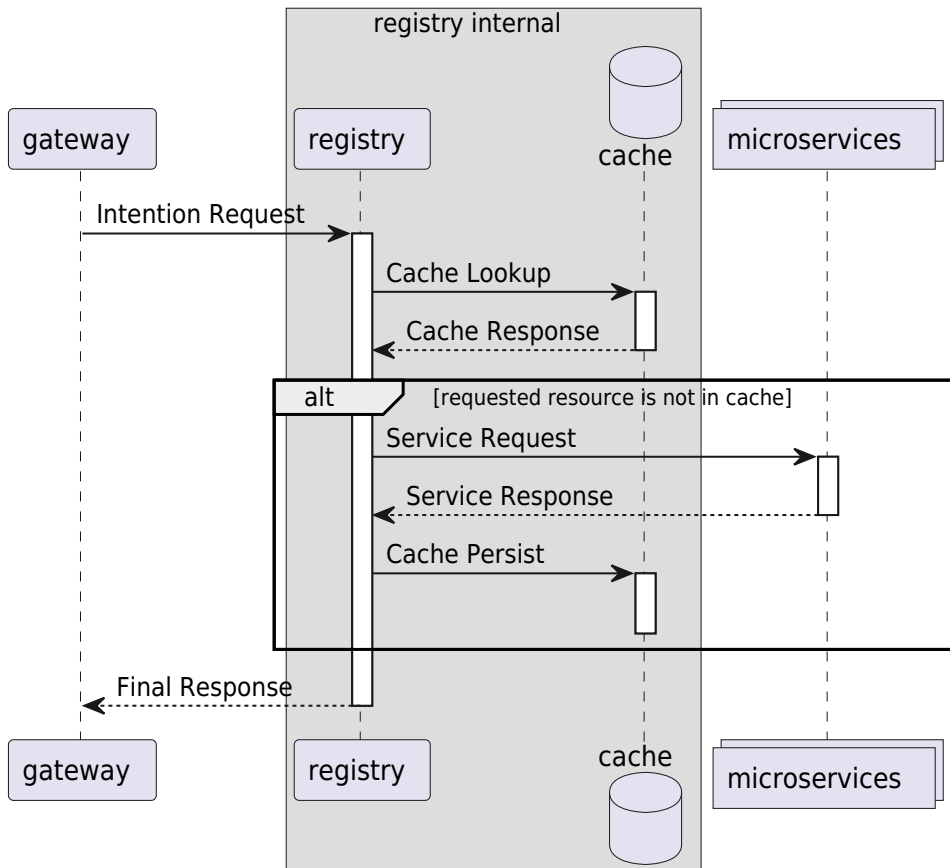 registry internal
gateway
registry
cache
microservices
Intention Request
Cache Lookup
Cache Response
alt
[requested resource is not in cache]
Service Request
Service Response
Cache Persist
Final Response
gateway
registry
cache
microservices